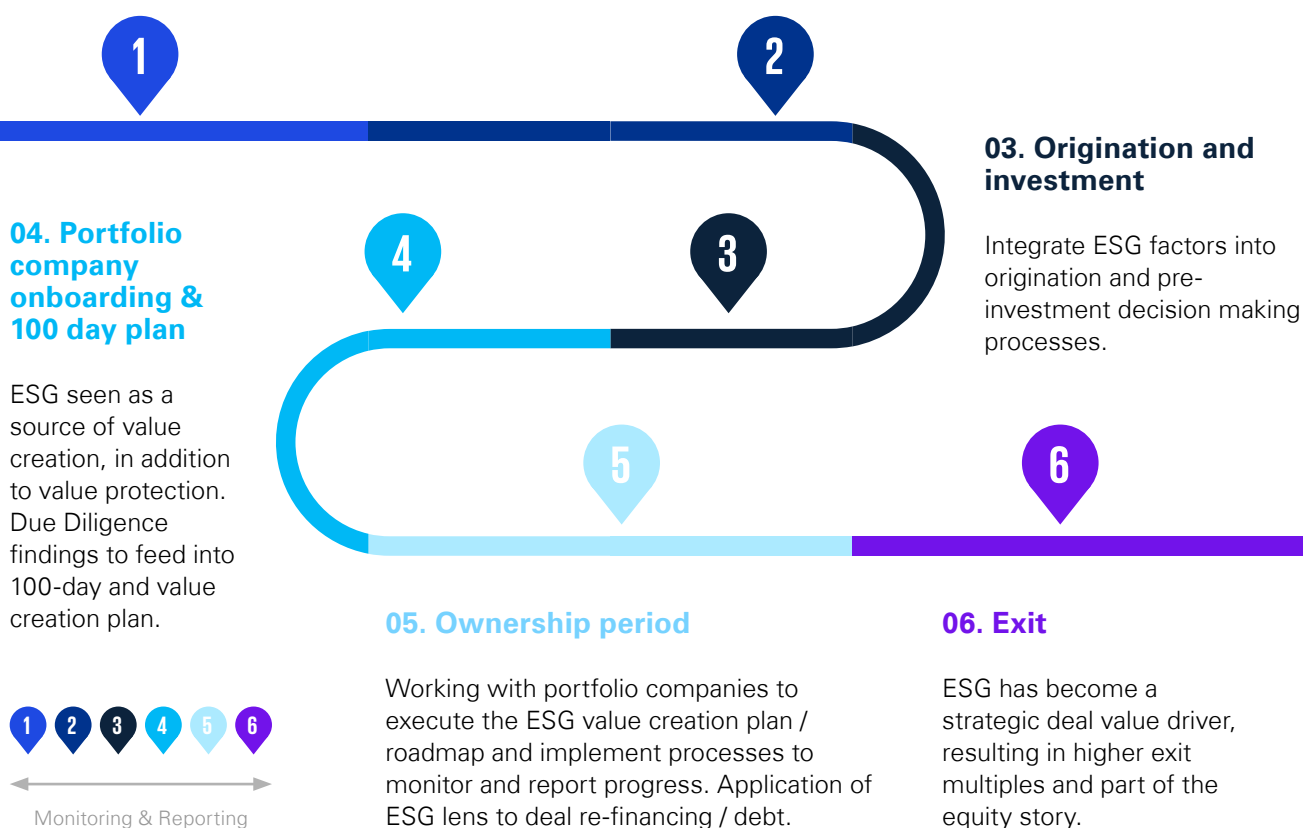 1
2
03. Origination and
investment
Integrate ESG factors into
origination and pre-
investment decision making
processes.
3
4
04. Portfolio
company
onboarding &
100 day plan
ESG seen as a
source of value
creation, in addition
to value protection.
Due Diligence
findings to feed into
100-day and value
creation plan.
5
05. Ownership period
Working with portfolio companies to
execute the ESG value creation plan /
roadmap and implement processes to
monitor and report progress. Application of
ESG lens to deal re-financing / debt.
6
06. Exit
ESG has become a
strategic deal value driver,
resulting in higher exit
multiples and part of the
equity story.
1 2 3 4 5 6
Monitoring & Reporting